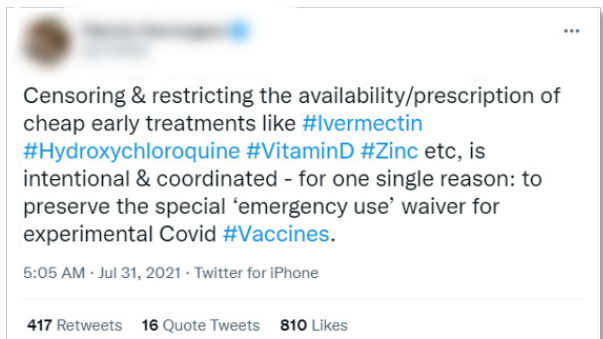 Censoring & restricting the availability/prescription of
cheap early treatments like #Ivermectin
#Hydroxychloroquine #VitaminD #Zinc etc, is
intentional & coordinated - for one single reason: to
preserve the special ‘emergency use’ waiver for
experimental Covid #Vaccines.
5:05 AM · Jul 31, 2021 · Twitter for iPhone
417 Retweets 16 Quote Tweets 810 Likes